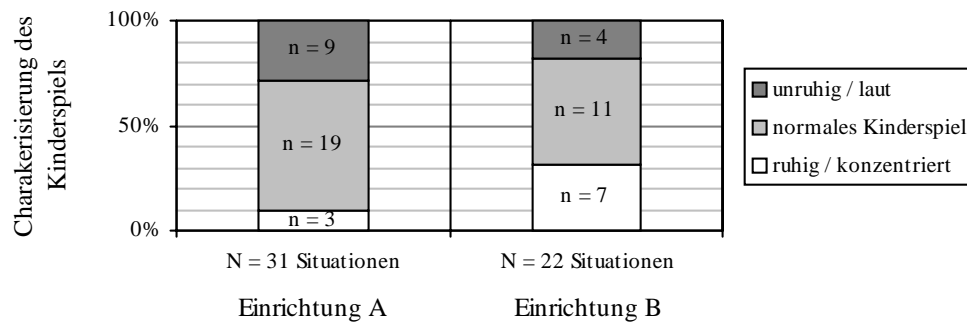 Charakerisierung des
Kinderspiels
100%
50%
0%
n = 9
n = 19
n = 3
n = 4
n = 11
n = 7
unruhig / laut
normales Kinderspiel
ruhig / konzentriert
N = 31 Situationen
N = 22 Situationen
Einrichtung A
Einrichtung B